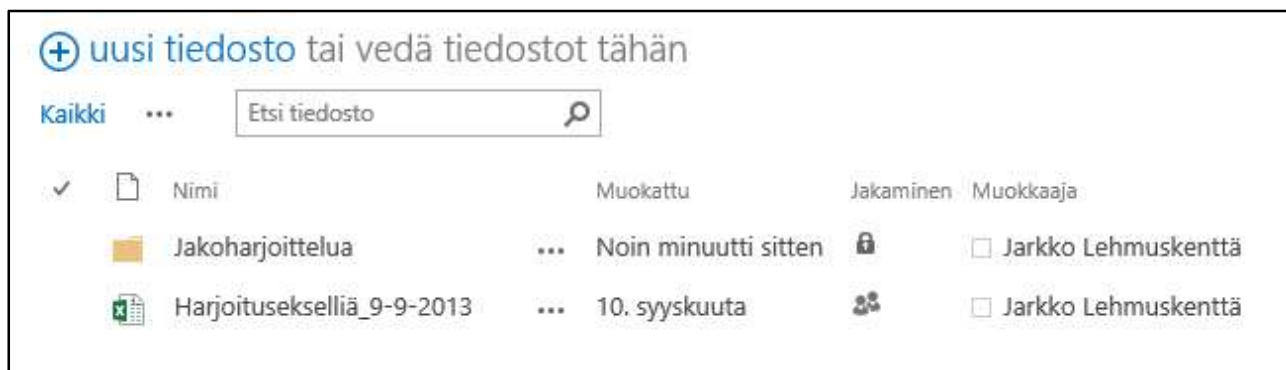 uusi tiedosto tai vedä tiedostot tähän
Kaikki ... Etsi tiedosto
Nimi Muokattu Jakaminen Muokkaaja
Jakoharjoittelua ... Noin minuutti sitten Jarkko Lehmuskenttä
Harjoitusekselliä_9-9-2013 ... 10. syyskuuta Jarkko Lehmuskenttä